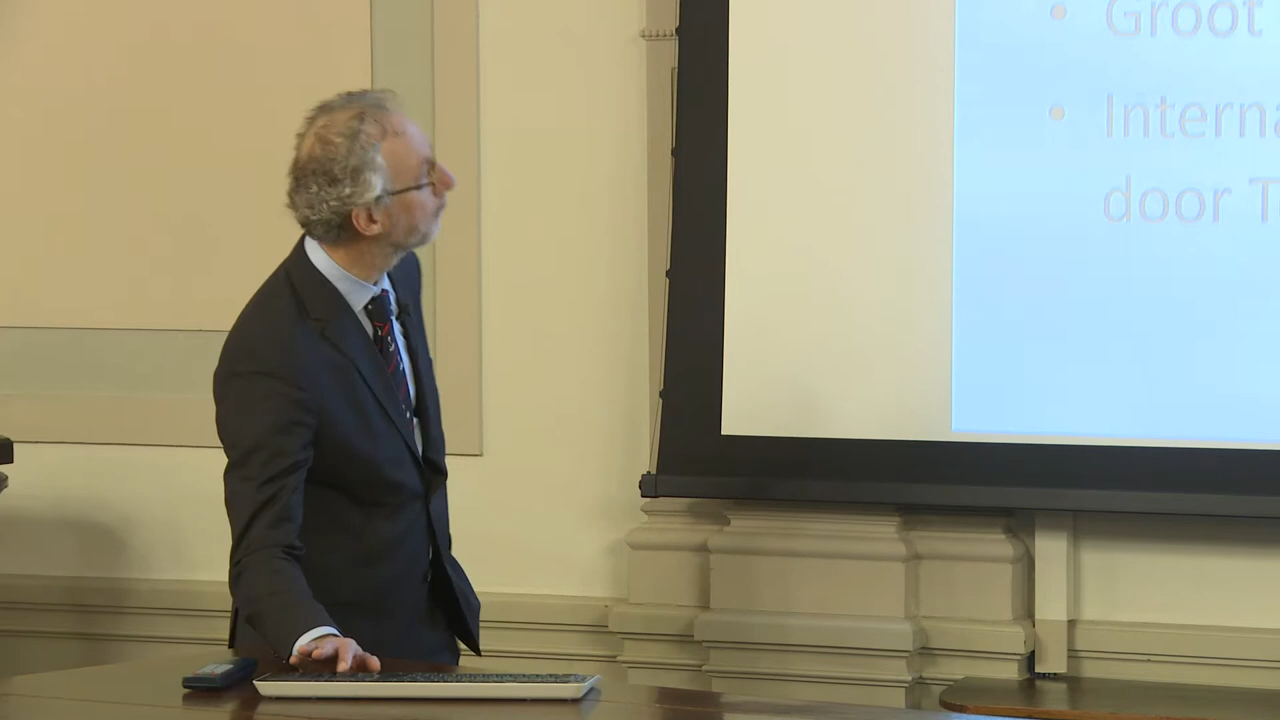 • Groot
• Interna
door T